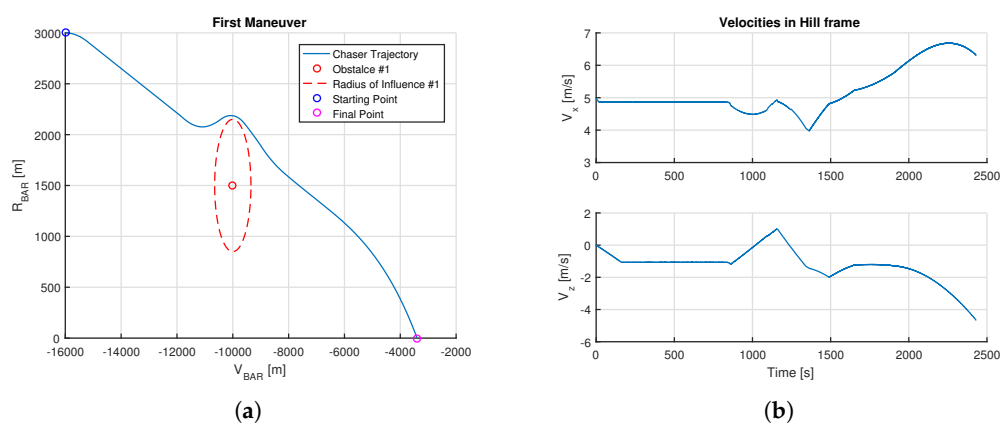 First Maneuver
3000
2500
2000
1500
1000
500
0
R_BAR [m]
-16000 -14000 -12000 -10000 -8000 -6000 -4000 -2000
V_BAR [m]
Chaser Trajectory
Obstalce #1
Radius of Influence #1
Starting Point
Final Point
(a)
Velocities in Hill frame
7
6
5
4
3
V_x [m/s]
0 500 1000 1500 2000 2500
2
0
-2
-4
-6
V_z [m/s]
0 500 1000 1500 2000 2500
Time [s]
(b)